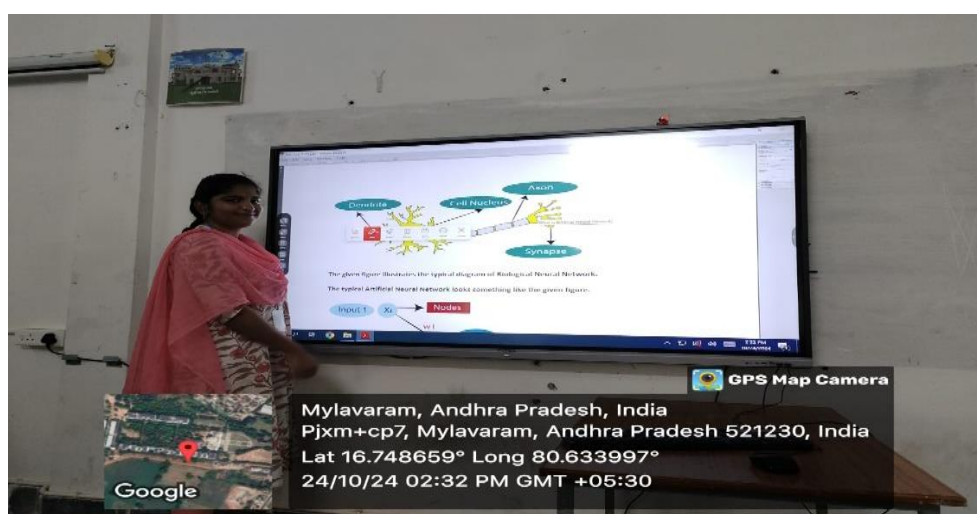 Axon
Dendrite
Cell Nucleus
Synapse
The given figure illustrates the typical diagram of Biological Neural Network.
The typical Artificial Neural Network looks something like the given figure.
Input 1
X₁
Nodes
W1
GPS Map Camera
Mylavaram, Andhra Pradesh, India
Pjxm+cp7, Mylavaram, Andhra Pradesh 521230, India
Lat 16.748659° Long 80.633997°
24/10/24 02:32 PM GMT +05:30
Google